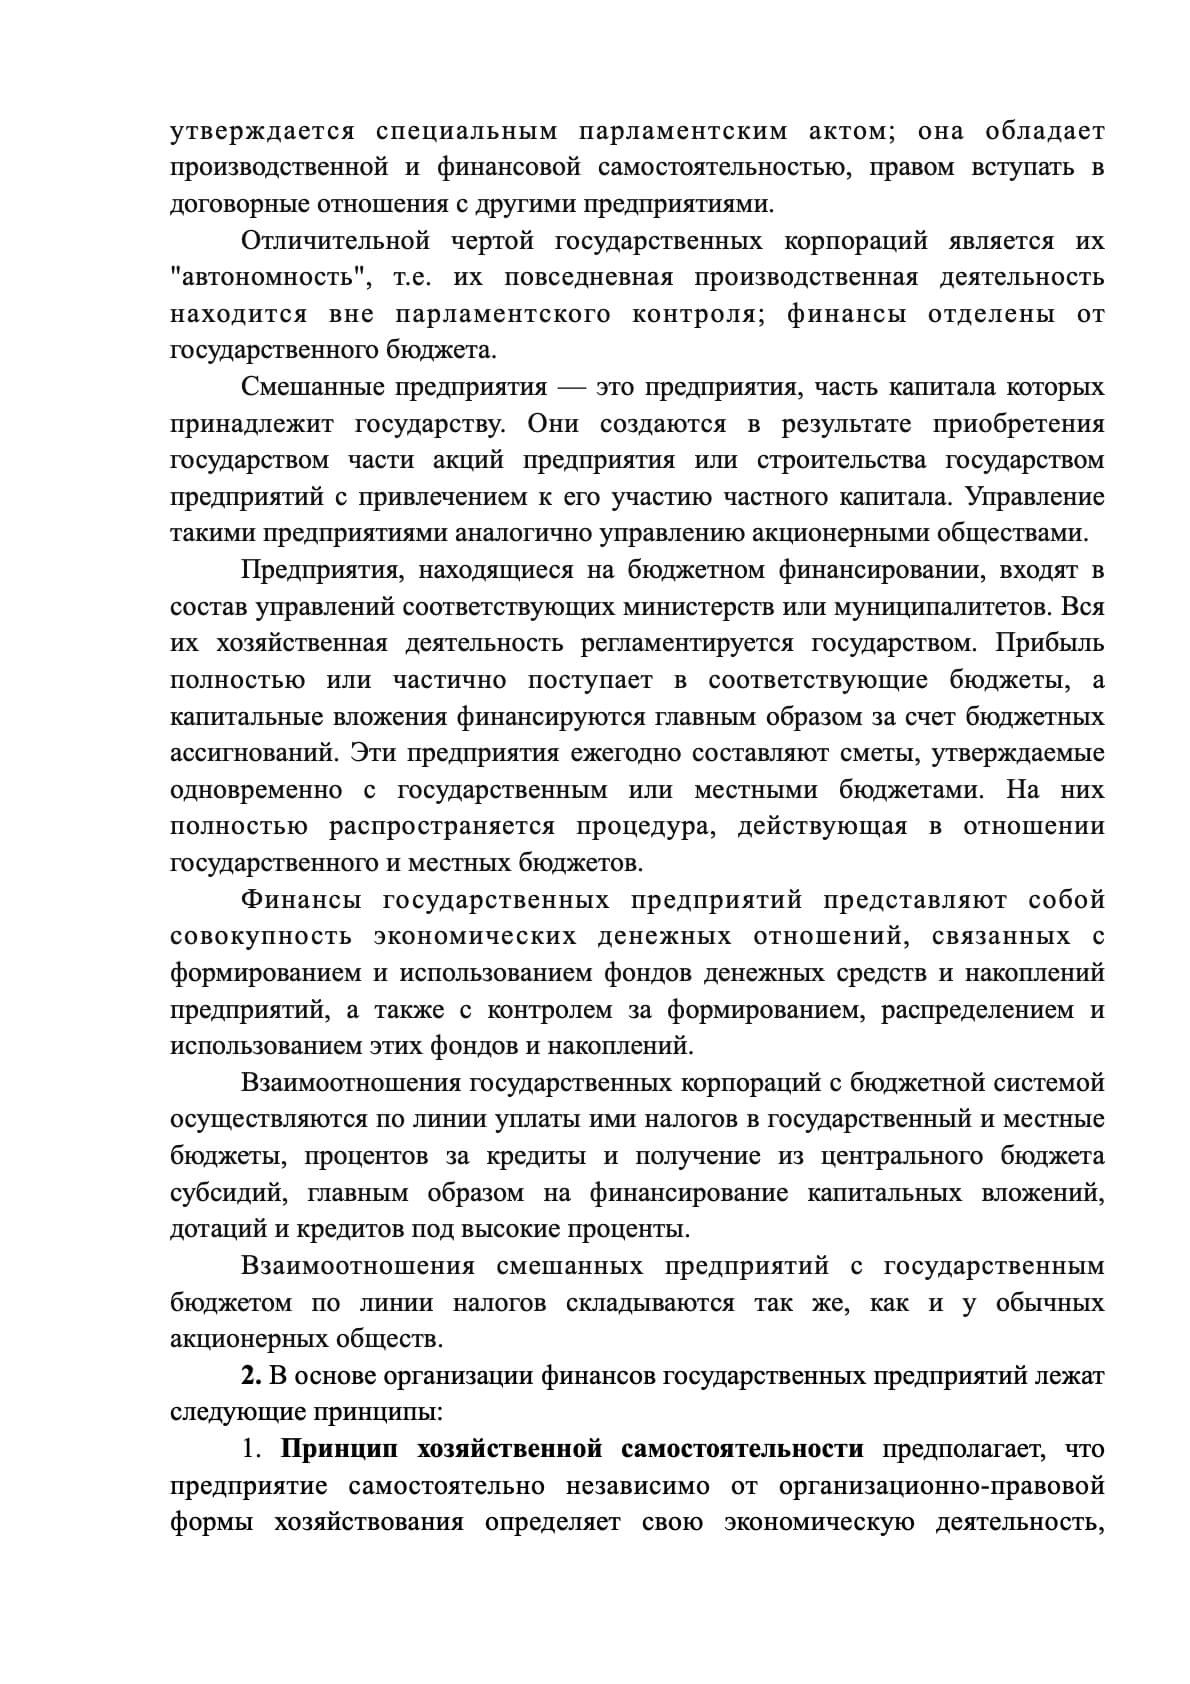 утверждается специальным парламентским актом; она обладает
производственной и финансовой самостоятельностью, правом вступать в
договорные отношения с другими предприятиями.
Отличительной чертой государственных корпораций является их
"автономность", т.е. их повседневная производственная деятельность
находится вне парламентского контроля; финансы отделены от
государственного бюджета.
Смешанные предприятия — это предприятия, часть капитала которых
принадлежит государству. Они создаются в результате приобретения
государством части акций предприятия или строительства государством
предприятий с привлечением к его участию частного капитала. Управление
такими предприятиями аналогично управлению акционерными обществами.
Предприятия, находящиеся на бюджетном финансировании, входят в
состав управлений соответствующих министерств или муниципалитетов. Вся
их хозяйственная деятельность регламентируется государством. Прибыль
полностью или частично поступает в соответствующие бюджеты, а
капитальные вложения финансируются главным образом за счет бюджетных
ассигнований. Эти предприятия ежегодно составляют сметы, утверждаемые
одновременно с государственным или местными бюджетами. На них
полностью распространяется процедура, действующая в отношении
государственного и местных бюджетов.
Финансы государственных предприятий представляют собой
совокупность экономических денежных отношений, связанных с
формированием и использованием фондов денежных средств и накоплений
предприятий, а также с контролем за формированием, распределением и
использованием этих фондов и накоплений.
Взаимоотношения государственных корпораций с бюджетной системой
осуществляются по линии уплаты ими налогов в государственный и местные
бюджеты, процентов за кредиты и получение из центрального бюджета
субсидий, главным образом на финансирование капитальных вложений,
дотаций и кредитов под высокие проценты.
Взаимоотношения смешанных предприятий с государственным
бюджетом по линии налогов складываются так же, как и у обычных
акционерных обществ.
2. В основе организации финансов государственных предприятий лежат
следующие принципы:
1. Принцип хозяйственной самостоятельности предполагает, что
предприятие самостоятельно независимо от организационно-правовой
формы хозяйствования определяет свою экономическую деятельность,